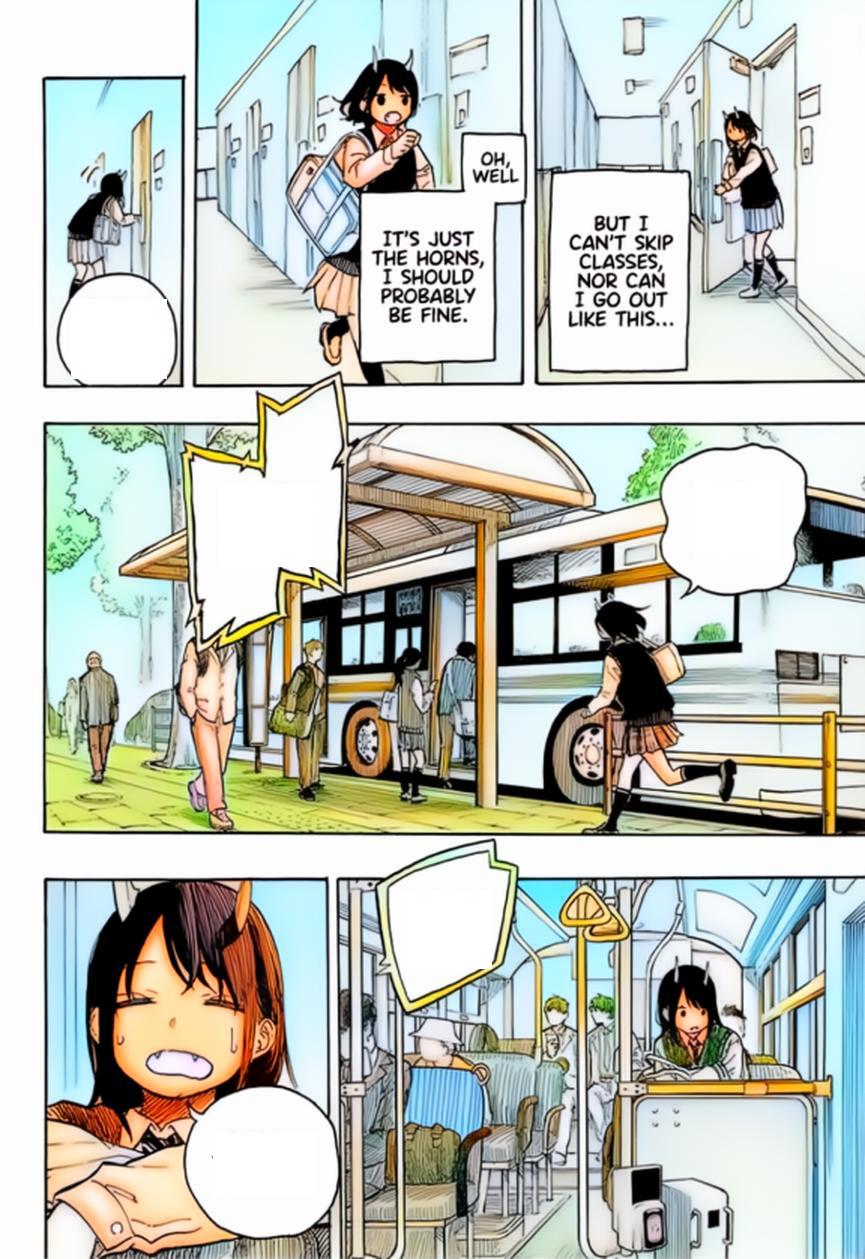 BUT I
CAN'T SKIP
CLASSES,
NOR CAN
I GO OUT
LIKE THIS...
OH,
WELL
IT'S JUST
THE HORNS,
I SHOULD
PROBABLY
BE FINE.